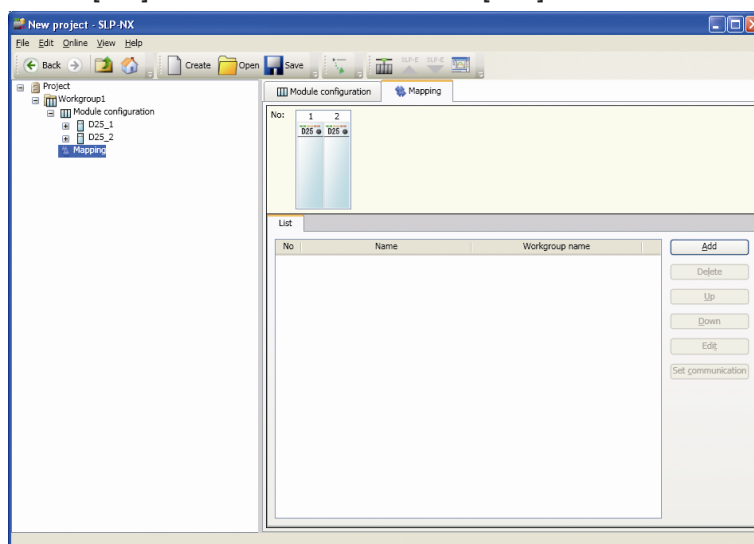 New project - SLP-NX
File Edit Online View Help
Back Create Open Save SLP-E SLP-E
Project
Workgroup1
Module configuration
D25_1
D25_2
Mapping
Module configuration Mapping
No: 1 2
D25 D25
List
No Name Workgroup name
Add
Delete
Up
Down
Edit
Set communication